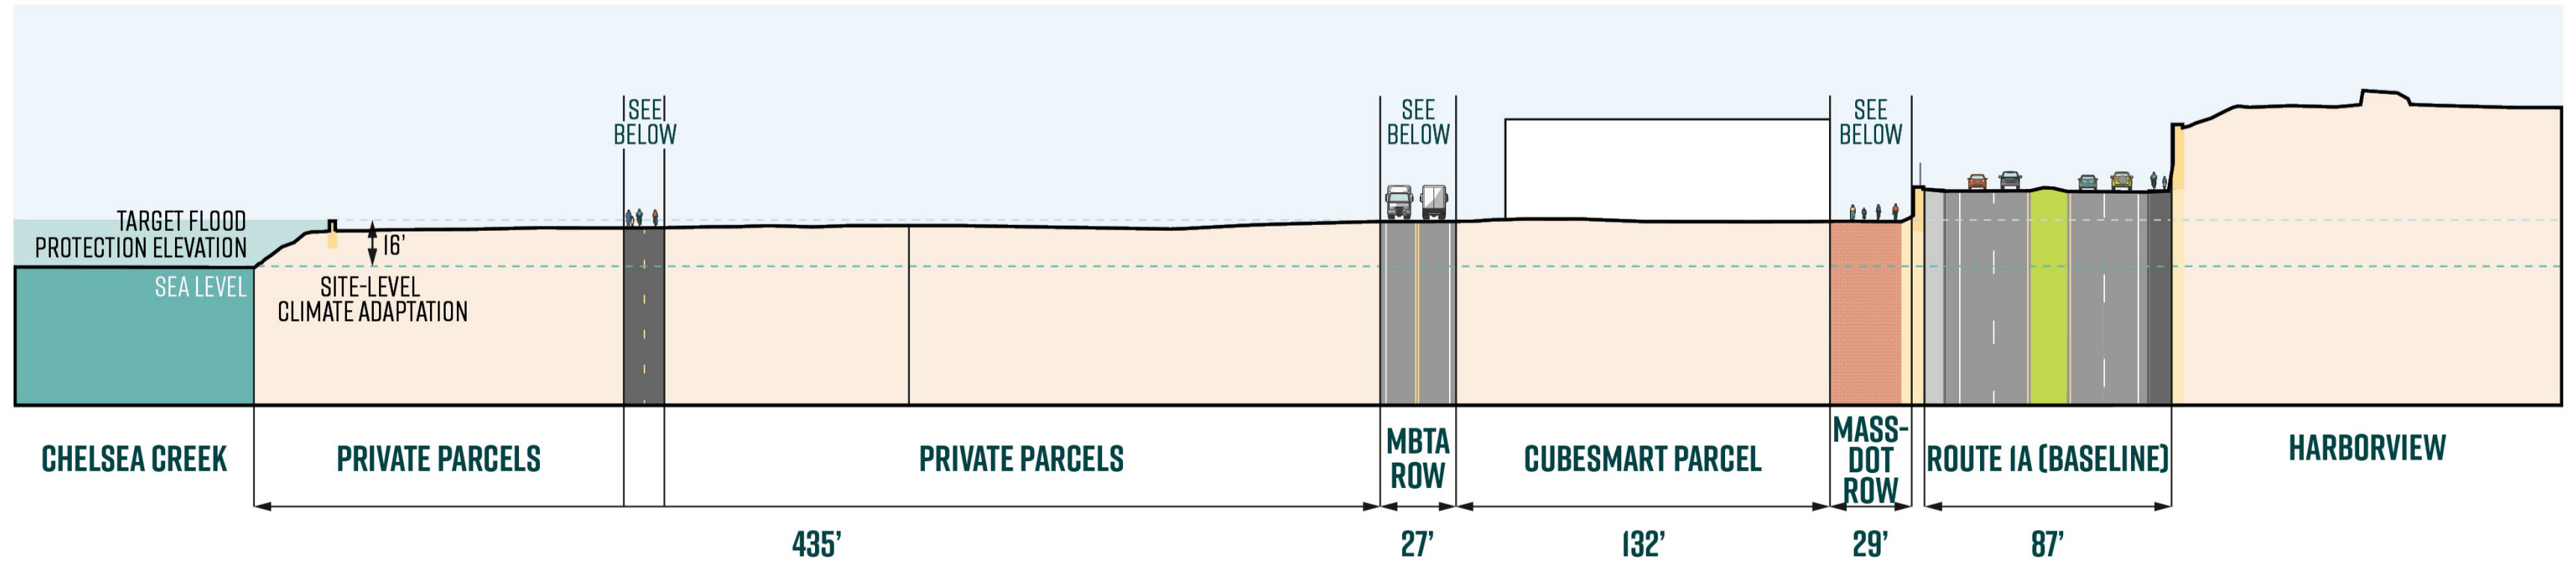 SEE
BELOW
SEE
BELOW
SEE
BELOW
TARGET FLOOD
PROTECTION ELEVATION
16'
SEA LEVEL
SITE-LEVEL
CLIMATE ADAPTATION
CHELSEA CREEK
PRIVATE PARCELS
PRIVATE PARCELS
MBTA
ROW
CUBESMART PARCEL
MASS-
DOT
ROW
ROUTE 1A (BASELINE)
HARBORVIEW
435'
27'
132'
29'
87'